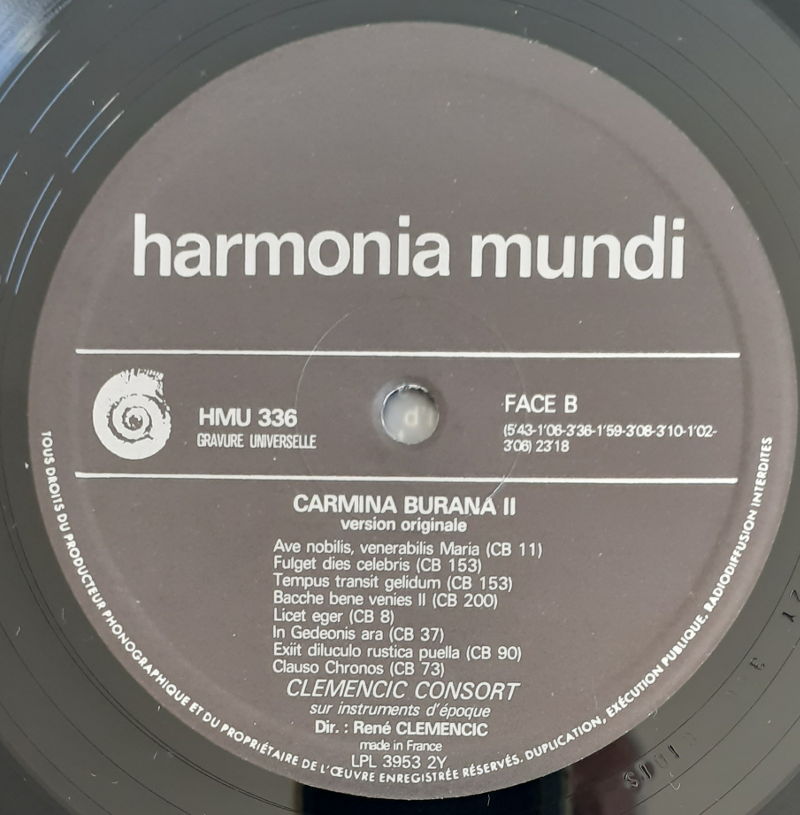 harmonia mundi
HMU 336
GRAVURE UNIVERSELLE
FACE B
(5'43-1'06-3'36-1'59-3'08-3'10-1'02-
3'06) 23'18
CARMINA BURANA II
version originale
Ave nobilis, venerabilis Maria (CB 11)
Fulget dies celebris (CB 153)
Tempus transit gelidum (CB 153)
Bacche bene venies II (CB 200)
Licet eger (CB 8)
In Gedeonis ara (CB 37)
Exiit diluculo rustica puella (CB 90)
Clauso Chronos (CB 73)
CLEMENCIC CONSORT
sur instruments d'époque
Dir. : René CLEMENCIC
made in France
LPL 3953 2Y
TOUS DROITS DU PRODUCTEUR PHONOGRAPHIQUE ET DU PROPRIÉTAIRE DE L'ŒUVRE ENREGISTRÉE RÉSERVÉS. DUPLICATION, EXÉCUTION PUBLIQUE, RADIODIFFUSION INTERDITES